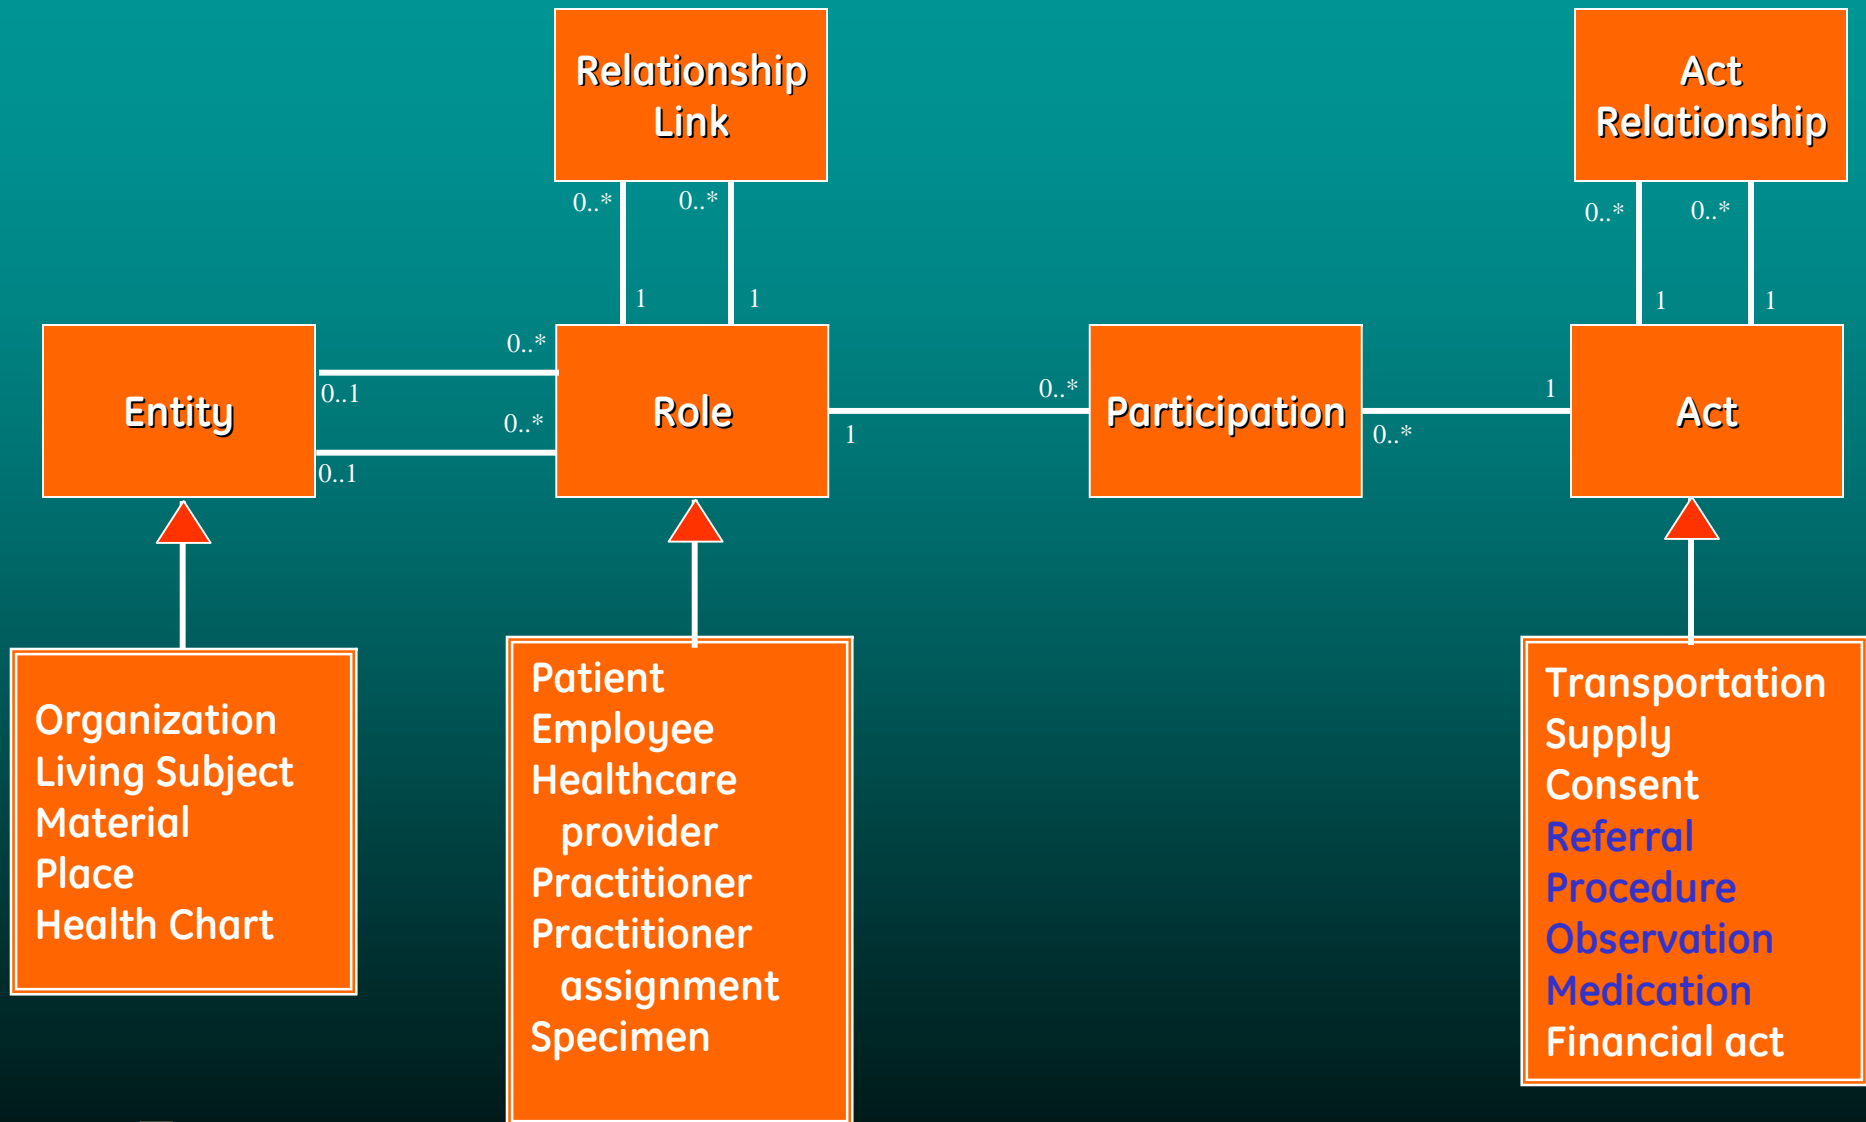 Relationship
Link
Act
Relationship
0..*
0..*
0..*
0..*
1
1
1
1
Entity
0..*
0..1
0..*
0..1
Role
1
0..*
Participation
0..*
1
Act
Organization
Living Subject
Material
Place
Health Chart
Patient
Employee
Healthcare
provider
Practitioner
Practitioner
assignment
Specimen
Transportation
Supply
Consent
Referral
Procedure
Observation
Medication
Financial act